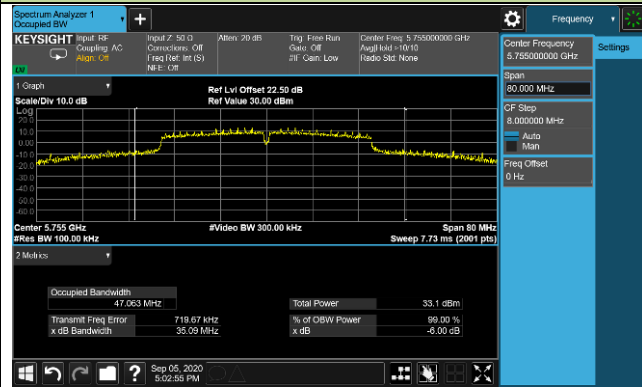 Spectrum Analyzer 1
Occupied BW
Frequency
KEYSIGHT
Input: RF
Coupling: AC
Align: Off
Input Z: 50 Ω
Corrections: Off
Freq Ref: Int (S)
NFE: Off
Atten: 20 dB
Trig: Free Run
Gate: Off
#IF Gain: Low
Center Freq: 5.755000000 GHz
Avg|Hold >10/10
Radio Std: None
Center Frequency
5.755000000 GHz
Settings
Span
80.000 MHz
CF Step
8.000000 MHz
Auto
Man
Freq Offset
0 Hz
1 Graph
Scale/Div 10.0 dB
Ref Lvl Offset 22.50 dB
Ref Value 30.00 dBm
Log
20.0
10.0
0.00
-10.0
-20.0
-30.0
-40.0
-50.0
-60.0
Center 5.755 GHz
#Res BW 100.00 kHz
#Video BW 300.00 kHz
Span 80 MHz
Sweep 7.73 ms (2001 pts)
2 Metrics
Occupied Bandwidth
47.063 MHz
Total Power 33.1 dBm
Transmit Freq Error 719.67 kHz
% of OBW Power 99.00 %
x dB Bandwidth 35.09 MHz
x dB -6.00 dB
?
Sep 05, 2020
5:02:55 PM